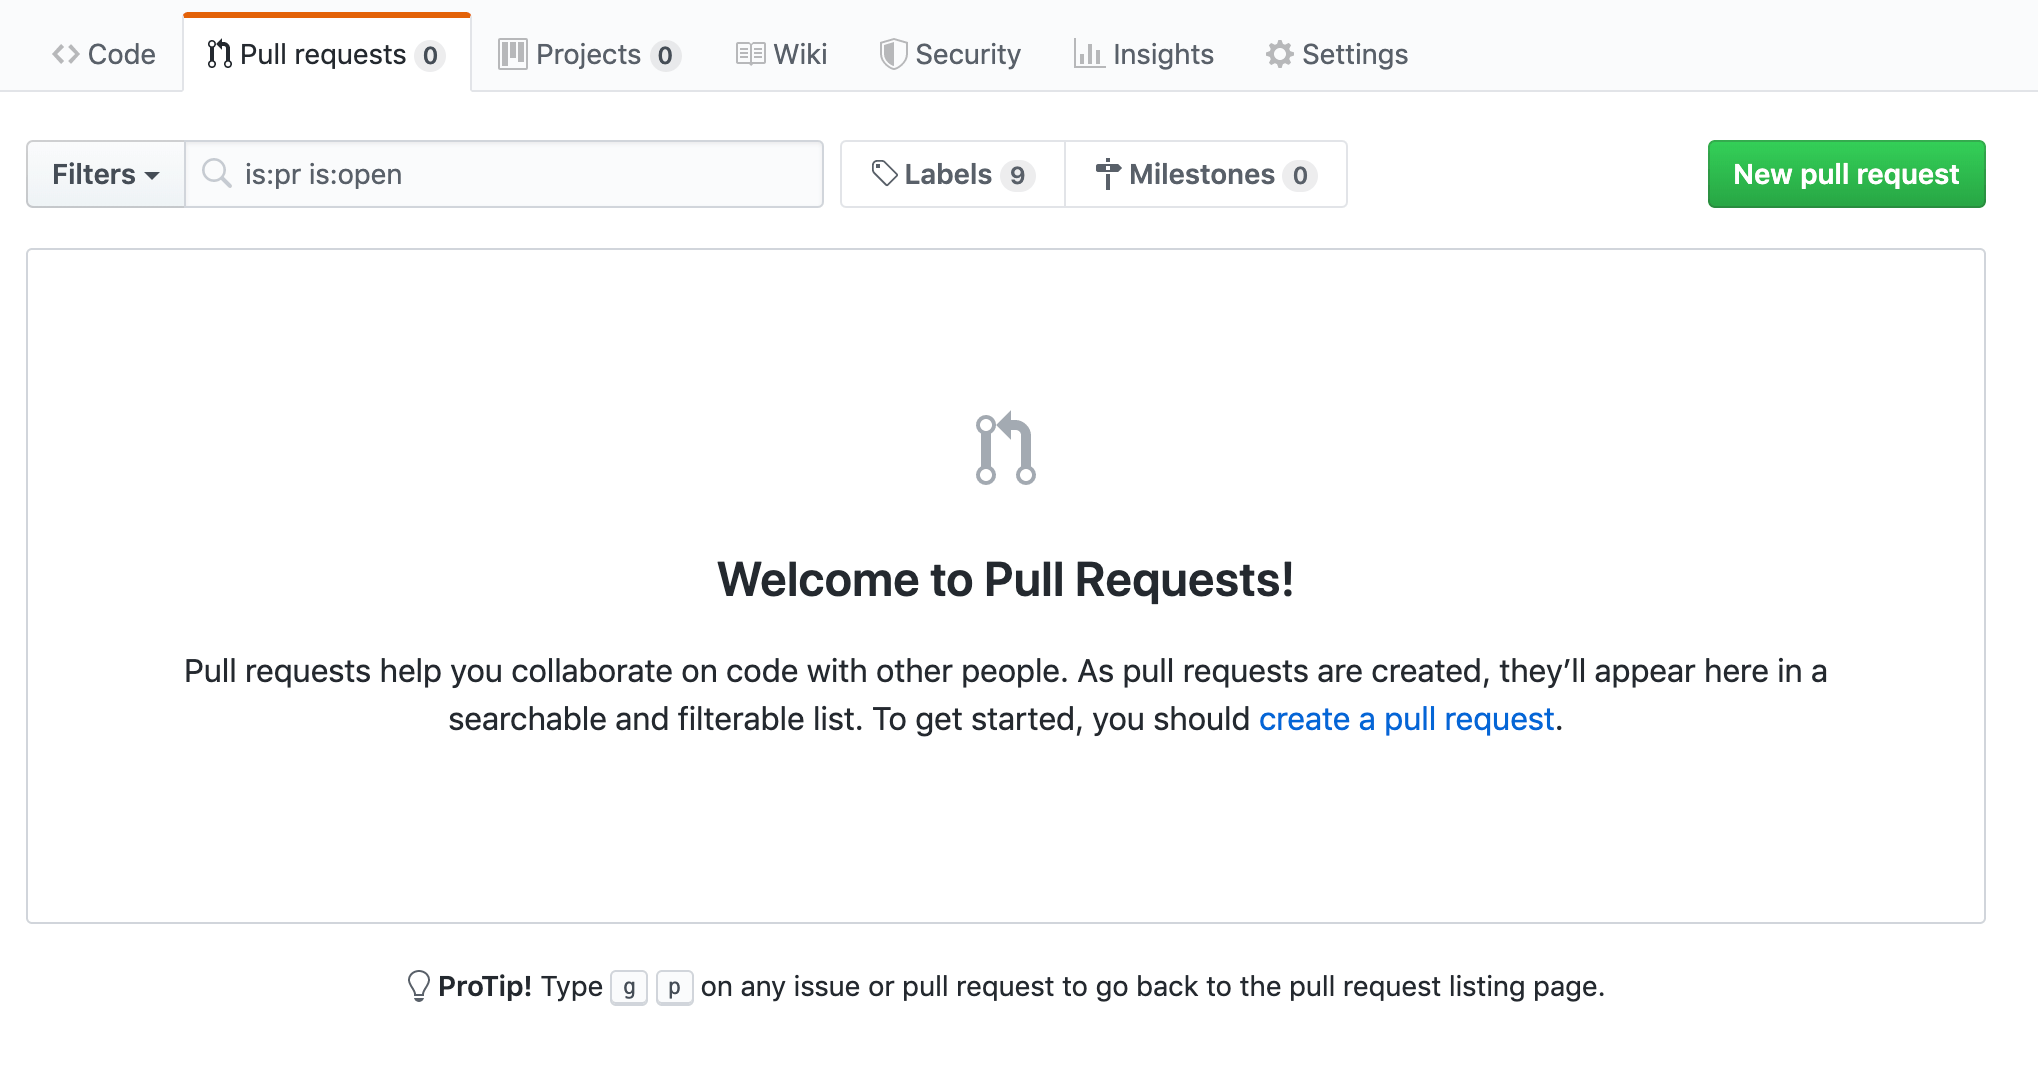 Code Pull requests 0 Projects 0 Wiki Security Insights Settings
Filters is:pr is:open Labels 9 Milestones 0 New pull request
Welcome to Pull Requests!
Pull requests help you collaborate on code with other people. As pull requests are created, they’ll appear here in a
searchable and filterable list. To get started, you should create a pull request.
ProTip! Type g p on any issue or pull request to go back to the pull request listing page.